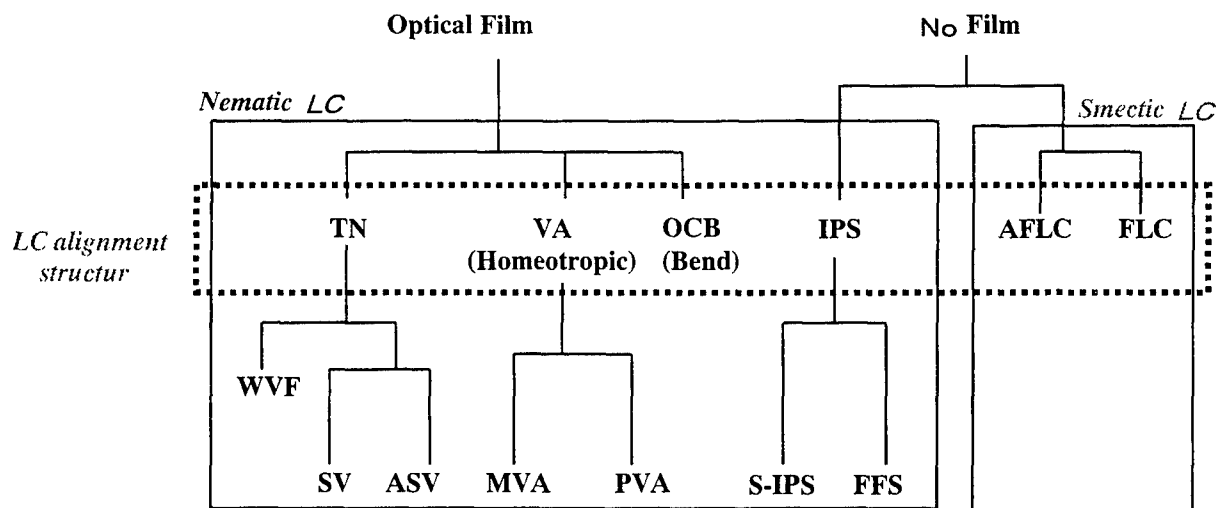 Optical Film
No Film
Nematic LC
Smectic LC
TN
VA
OCB
IPS
AFLC
FLC
(Homeotropic)
(Bend)
LC alignment
structur
WVF
SV
ASV
MVA
PVA
S-IPS
FFS